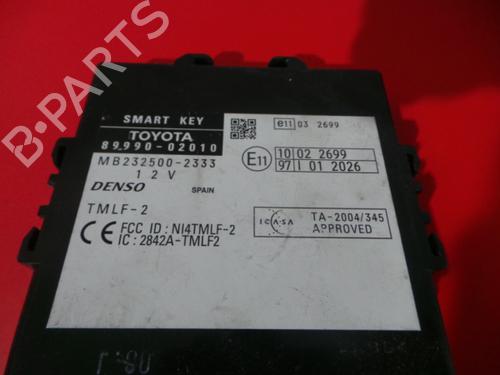 B-PARTS
SMART KEY
TOYOTA
89990-02010
MB232500-2333
12V
DENSO
SPAIN
TMLF-2
CE FCC ID : NI4TMLF-2
IC : 2842A-TMLF2
e11 03 2699
E11
10 02 2699
97 I 01 2026
ICASA
TA-2004/345
APPROVED